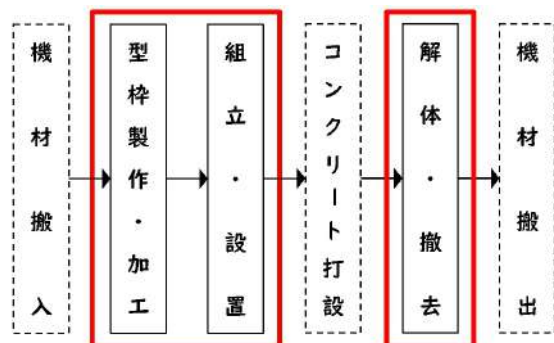 機材搬入
型枠製作・加工
組立・設置
コンクリート打設
解体・撤去
機材搬出